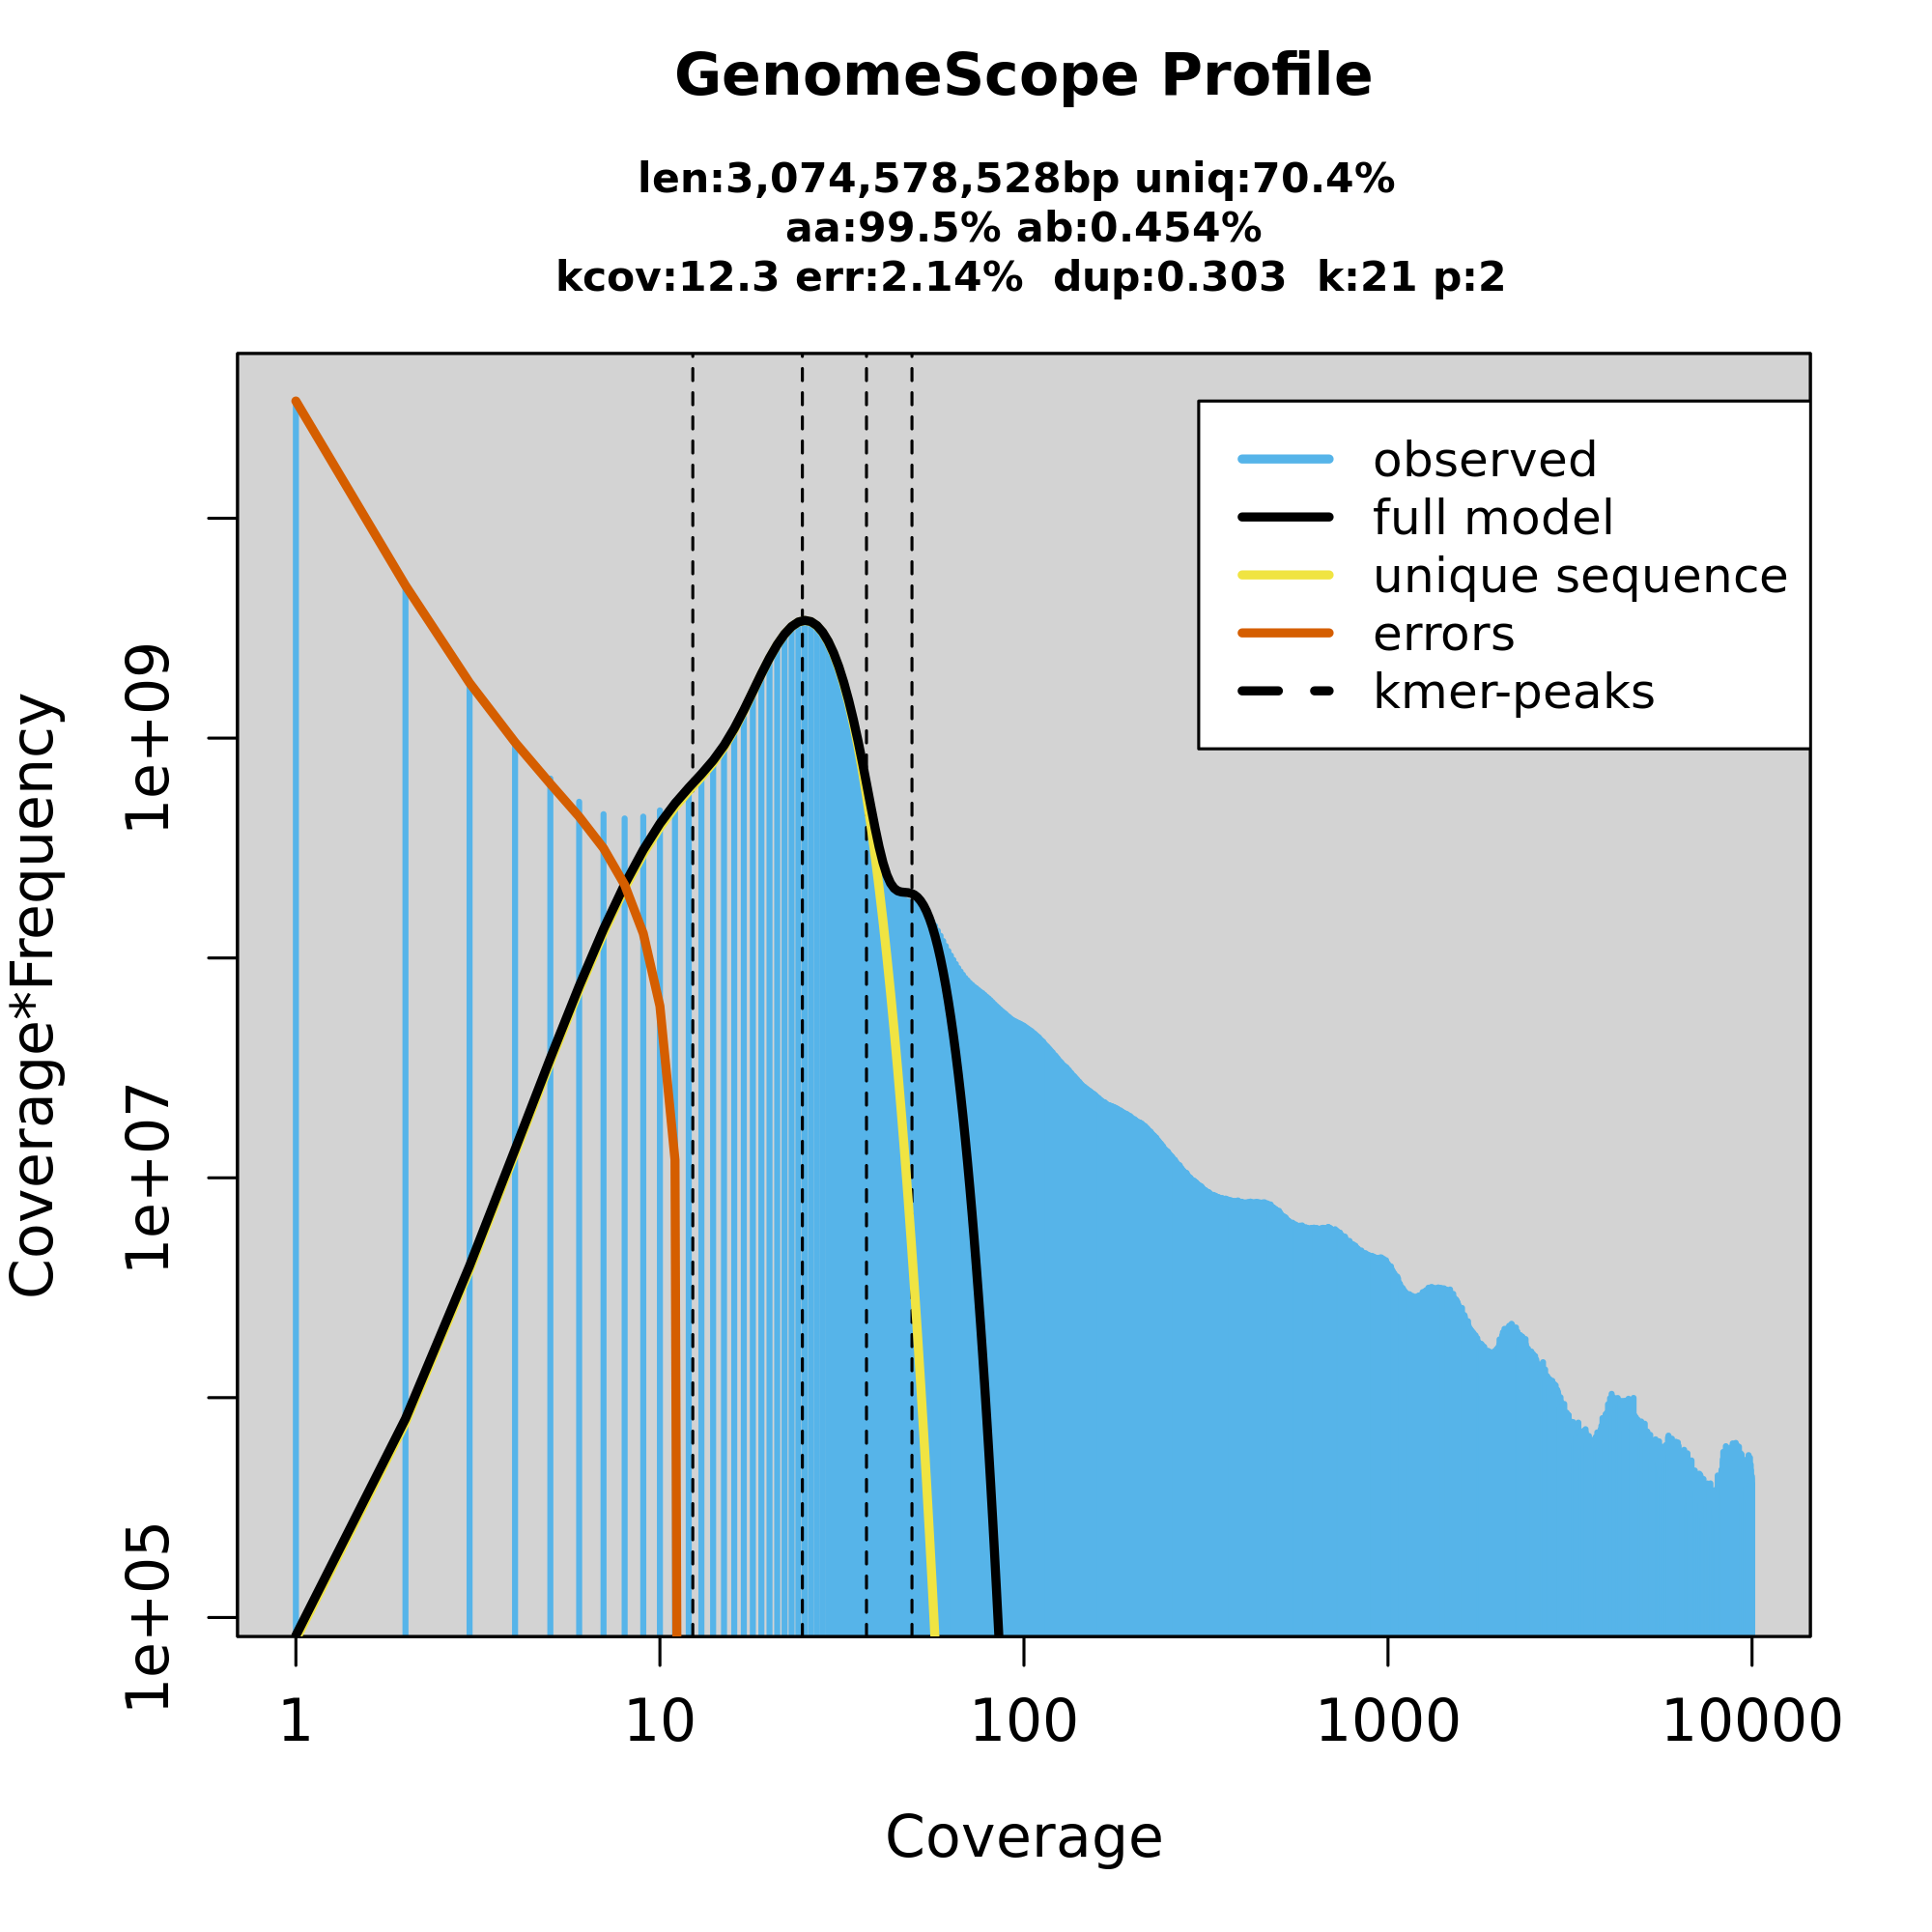 GenomeScope Profile
len:3,074,578,528bp uniq:70.4%
aa:99.5% ab:0.454%
kcov:12.3 err:2.14% dup:0.303 k:21 p:2
observed
full model
unique sequence
errors
kmer-peaks
Coverage*Frequency
1e+09
1e+07
1e+05
1 10 100 1000 10000
Coverage